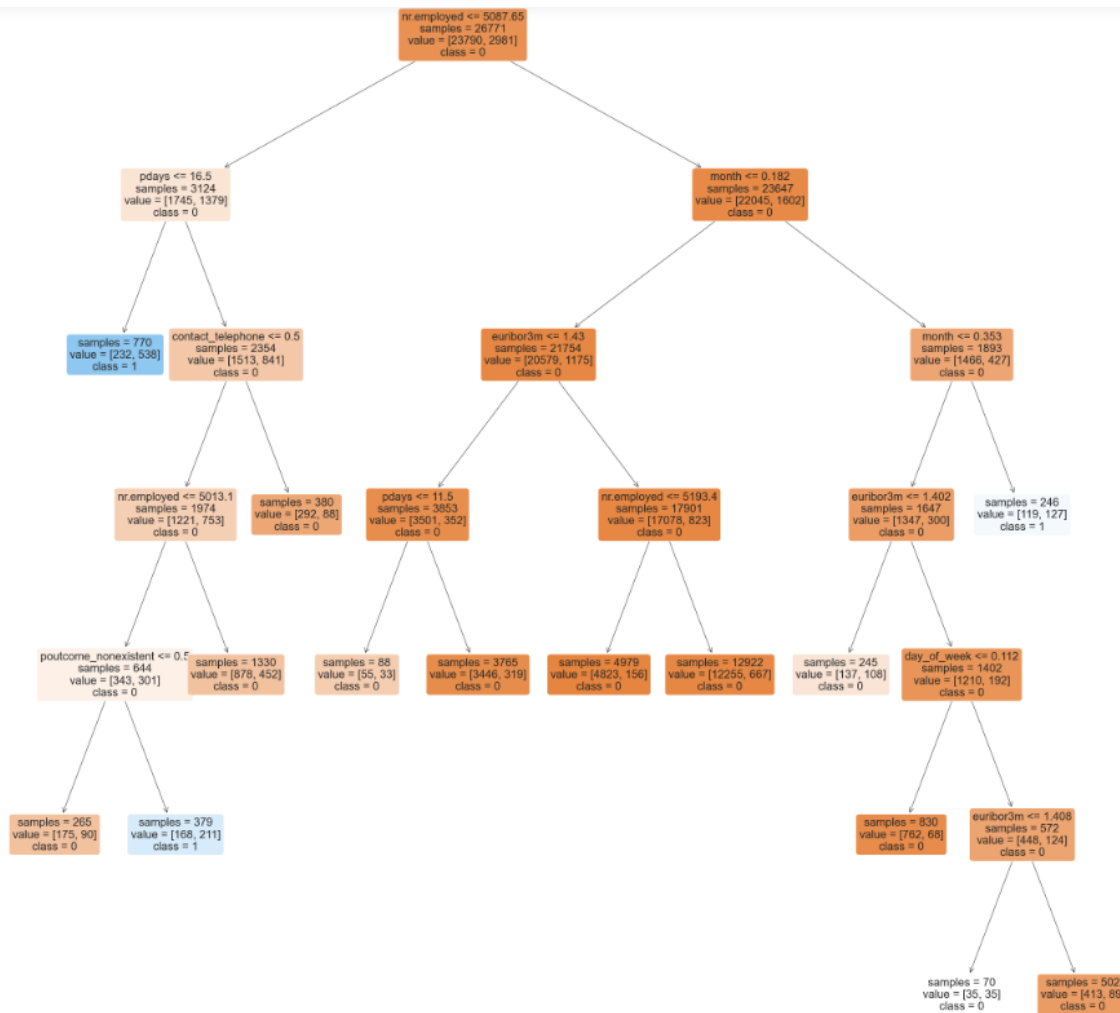 nr.employed <= 5087.65
samples = 26771
value = [23790, 2981]
class = 0
pdays <= 16.5
samples = 3124
value = [1745, 1379]
class = 0
month <= 0.182
samples = 23647
value = [22045, 1602]
class = 0
samples = 770
value = [232, 538]
class = 1
contact_telephone <= 0.5
samples = 2354
value = [1513, 841]
class = 0
euribor3m <= 1.43
samples = 21754
value = [20579, 1175]
class = 0
month <= 0.353
samples = 1893
value = [1466, 427]
class = 0
nr.employed <= 5013.1
samples = 1974
value = [1221, 753]
class = 0
samples = 380
value = [292, 88]
class = 0
pdays <= 11.5
samples = 3853
value = [3501, 352]
class = 0
nr.employed <= 5193.4
samples = 17901
value = [17078, 823]
class = 0
euribor3m <= 1.402
samples = 1647
value = [1347, 300]
class = 0
samples = 246
value = [119, 127]
class = 1
poutcome_nonexistent <= 0.5
samples = 644
value = [343, 301]
class = 0
samples = 1330
value = [878, 452]
class = 0
samples = 88
value = [55, 33]
class = 0
samples = 3765
value = [3446, 319]
class = 0
samples = 4979
value = [4823, 156]
class = 0
samples = 12922
value = [12255, 667]
class = 0
samples = 245
value = [137, 108]
class = 0
day_of_week <= 0.112
samples = 1402
value = [1210, 192]
class = 0
samples = 265
value = [175, 90]
class = 0
samples = 379
value = [168, 211]
class = 1
samples = 830
value = [762, 68]
class = 0
euribor3m <= 1.408
samples = 572
value = [448, 124]
class = 0
samples = 70
value = [35, 35]
class = 0
samples = 502
value = [413, 89
class = 0